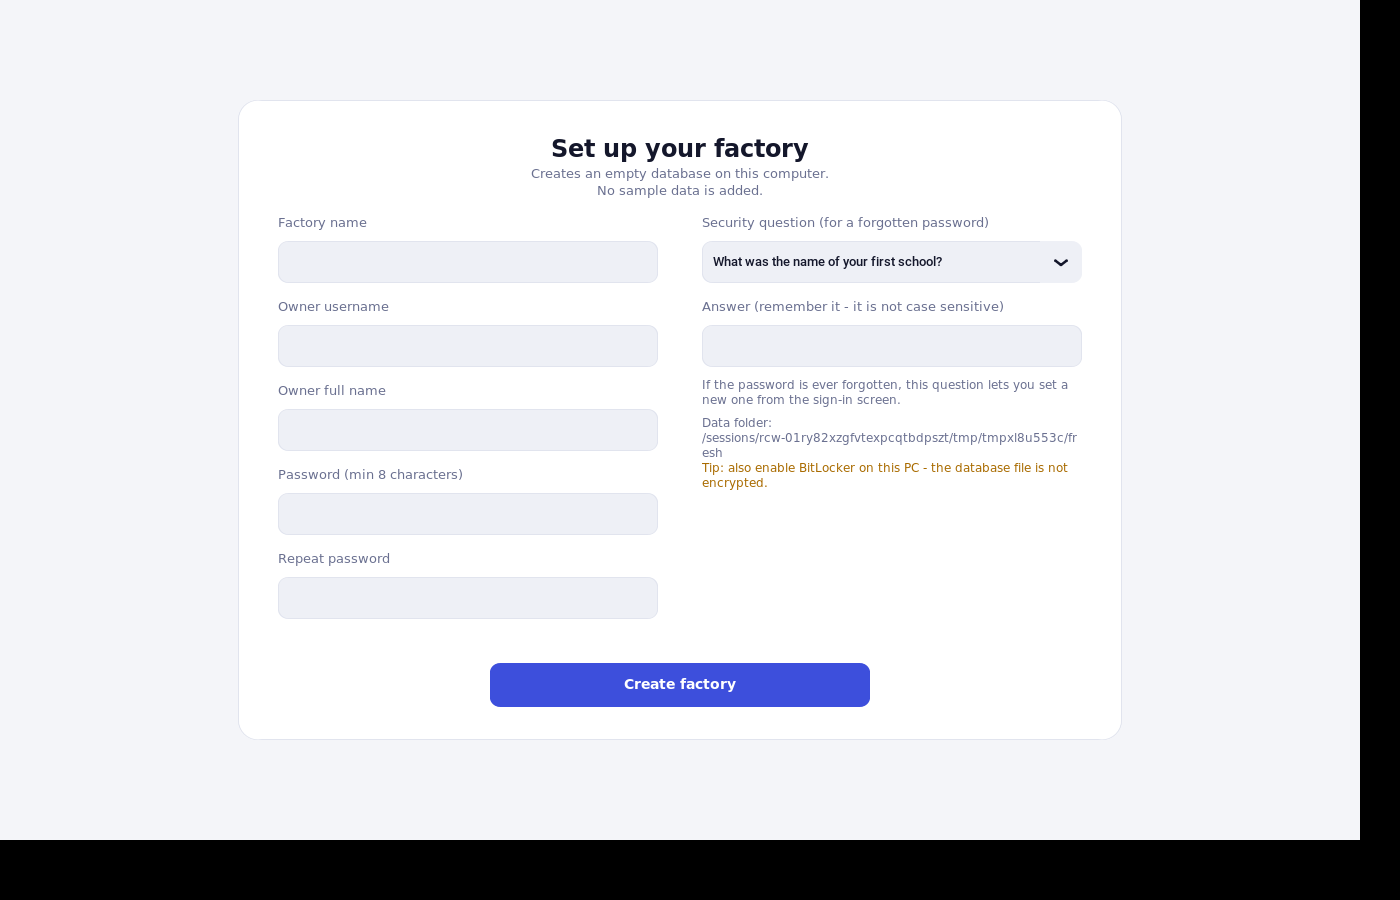 Set up your factory
Creates an empty database on this computer.
No sample data is added.
Factory name
Owner username
Owner full name
Password (min 8 characters)
Repeat password
Security question (for a forgotten password)
What was the name of your first school?
Answer (remember it - it is not case sensitive)
If the password is ever forgotten, this question lets you set a
new one from the sign-in screen.
Data folder:
/sessions/rcw-01ry82xzgfvtexpcqtbdpszt/tmp/tmpxl8u553c/fr
esh
Tip: also enable BitLocker on this PC - the database file is not
encrypted.
Create factory